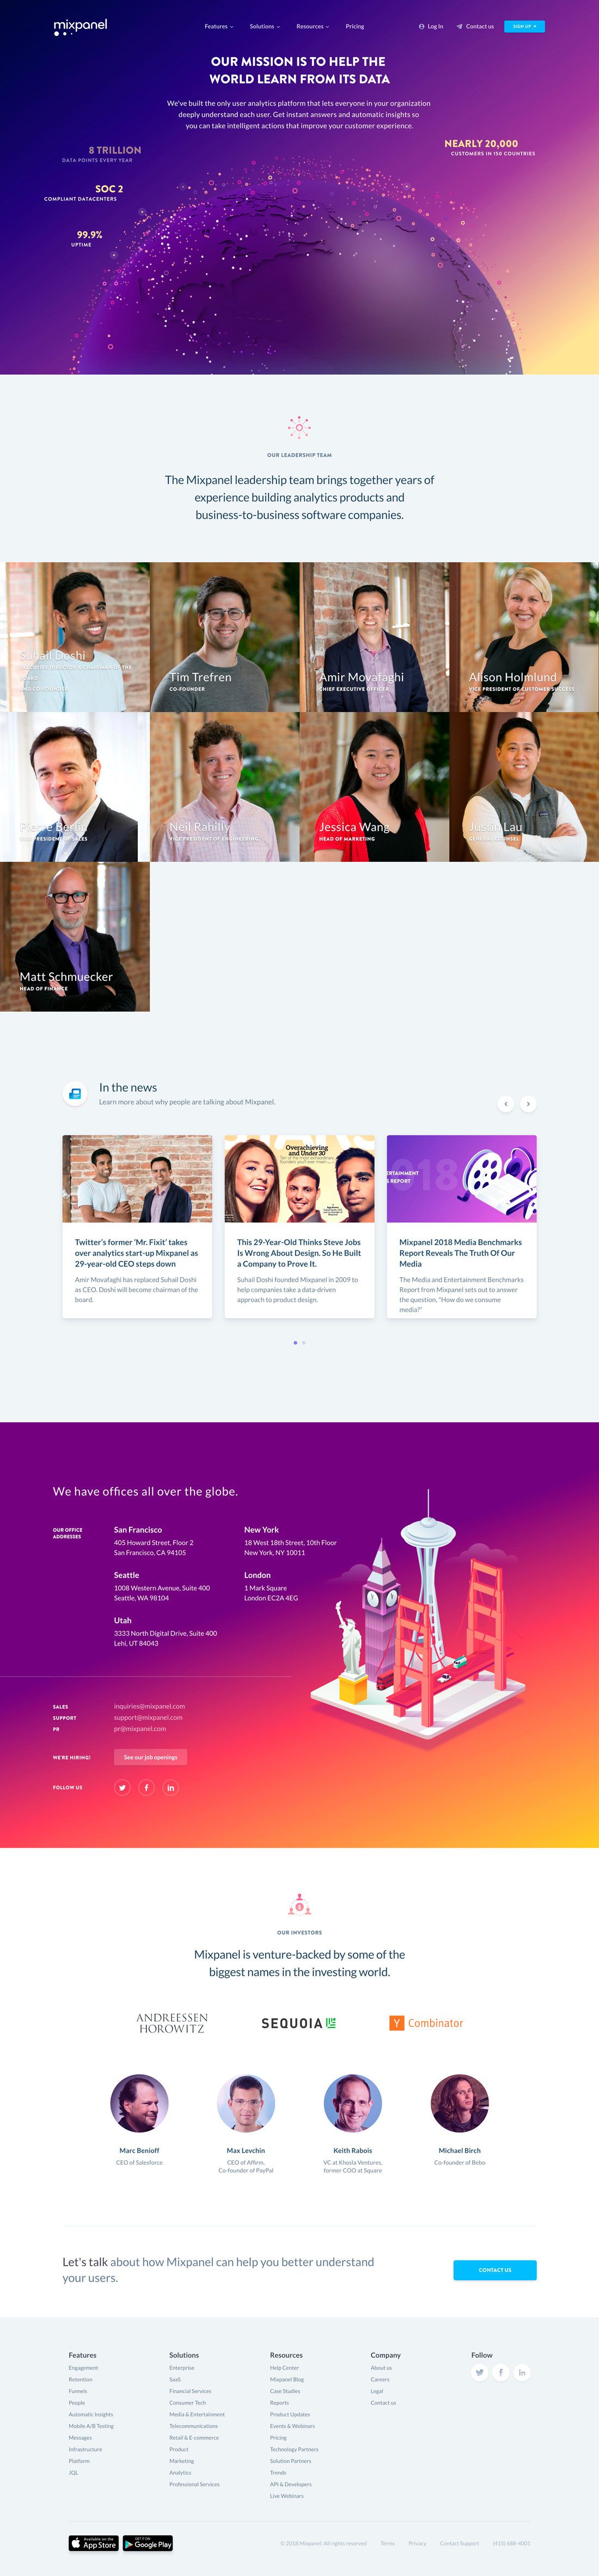 mixpanel
Features
Solutions
Resources
Pricing
Log In
Contact us
SIGN UP
OUR MISSION IS TO HELP THE
WORLD LEARN FROM ITS DATA
We've built the only user analytics platform that lets everyone in your organization
deeply understand each user. Get instant answers and automatic insights so
you can take intelligent actions that improve your customer experience.
8 TRILLION
DATA POINTS EVERY YEAR
NEARLY 20,000
CUSTOMERS IN 150 COUNTRIES
SOC 2
COMPLIANT DATACENTERS
99.9%
UPTIME
OUR LEADERSHIP TEAM
The Mixpanel leadership team brings together years of
experience building analytics products and
business-to-business software companies.
Suhail Doshi
Tim Trefren
CO-FOUNDER
Amir Movafaghi
CHIEF EXECUTIVE OFFICER
Alison Holmlund
VICE PRESIDENT OF CUSTOMER SUCCESS
Pierre Berlin
VICE PRESIDENT OF SALES
Neil Rahilly
VICE PRESIDENT OF ENGINEERING
Jessica Wang
HEAD OF MARKETING
Justin Lau
GENERAL COUNSEL
Matt Schmuecker
HEAD OF FINANCE
In the news
Learn more about why people are talking about Mixpanel.
Twitter's former 'Mr. Fixit' takes
over analytics start-up Mixpanel as
29-year-old CEO steps down
Amir Movafaghi has replaced Suhail Doshi
as CEO. Doshi will become chairman of the
board.
Overachieving
and Under 30
This 29-Year-Old Thinks Steve Jobs
Is Wrong About Design. So He Built
a Company to Prove It.
Suhail Doshi founded Mixpanel in 2009 to
help companies take a data-driven
approach to product design.
2018
ERTAINMENT
S REPORT
Mixpanel 2018 Media Benchmarks
Report Reveals The Truth Of Our
Media
The Media and Entertainment Benchmarks
Report from Mixpanel sets out to answer
the question, "How do we consume
media?"
We have offices all over the globe.
OUR OFFICE
ADDRESSES
San Francisco
405 Howard Street, Floor 2
San Francisco, CA 94105
New York
18 West 18th Street, 10th Floor
New York, NY 10011
Seattle
1008 Western Avenue, Suite 400
Seattle, WA 98104
London
1 Mark Square
London EC2A 4EG
Utah
3333 North Digital Drive, Suite 400
Lehi, UT 84043
SALES
inquiries@mixpanel.com
SUPPORT
support@mixpanel.com
PR
pr@mixpanel.com
WE'RE HIRING!
See our job openings
FOLLOW US
OUR INVESTORS
Mixpanel is venture-backed by some of the
biggest names in the investing world.
ANDREESSEN
HOROWITZ
SEQUOIA
Y Combinator
Marc Benioff
CEO of Salesforce
Max Levchin
CEO of Affirm,
Co-founder of PayPal
Keith Rabois
VC at Khosla Ventures,
former COO at Square
Michael Birch
Co-founder of Bebo
Let's talk about how Mixpanel can help you better understand
your users.
CONTACT US
Features
Engagement
Retention
Funnels
People
Automatic Insights
Mobile A/B Testing
Messages
Infrastructure
Platform
JQL
Solutions
Enterprise
SaaS
Financial Services
Consumer Tech
Media & Entertainment
Telecommunications
Retail & E-commerce
Product
Marketing
Analytics
Professional Services
Resources
Help Center
Mixpanel Blog
Case Studies
Reports
Product Updates
Events & Webinars
Pricing
Technology Partners
Solution Partners
Trends
API & Developers
Live Webinars
Company
About us
Careers
Legal
Contact us
Follow
Available on the
App Store
GET IT ON
Google Play
© 2018 Mixpanel. All rights reserved
Terms
Privacy
Contact Support
(415) 688-4001